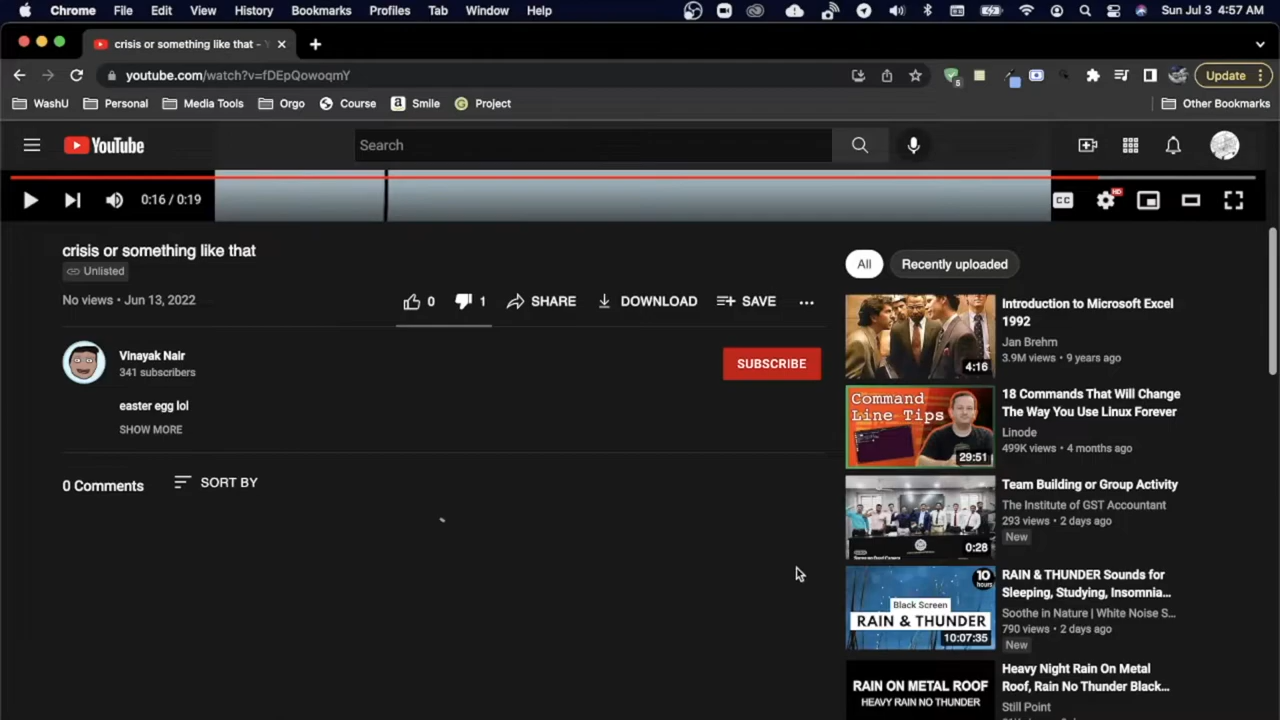 Chrome File Edit View History Bookmarks Profiles Tab Window Help Sun Jul 3 4:57 AM
crisis or something like that -
youtube.com/watch?v=fDEpQowoqmY
5
Update
WashU Personal Media Tools Orgo Course Smile Project Other Bookmarks
YouTube
Search
0:16 / 0:19
CC
HD
crisis or something like that
Unlisted
No views • Jun 13, 2022
0 1 SHARE DOWNLOAD SAVE ...
Vinayak Nair
341 subscribers
SUBSCRIBE
easter egg lol
SHOW MORE
0 Comments SORT BY
All Recently uploaded
4:16
Introduction to Microsoft Excel
1992
Jan Brehm
3.9M views • 9 years ago
Command
Line Tips
29:51
18 Commands That Will Change
The Way You Use Linux Forever
Linode
499K views • 4 months ago
0:28
Team Building or Group Activity
The Institute of GST Accountant
293 views • 2 days ago
New
10
hours
Black Screen
RAIN & THUNDER
10:07:35
RAIN & THUNDER Sounds for
Sleeping, Studying, Insomnia...
Soothe in Nature | White Noise S...
790 views • 2 days ago
New
RAIN ON METAL ROOF
HEAVY RAIN NO THUNDER
Heavy Night Rain On Metal
Roof, Rain No Thunder Black...
Still Point